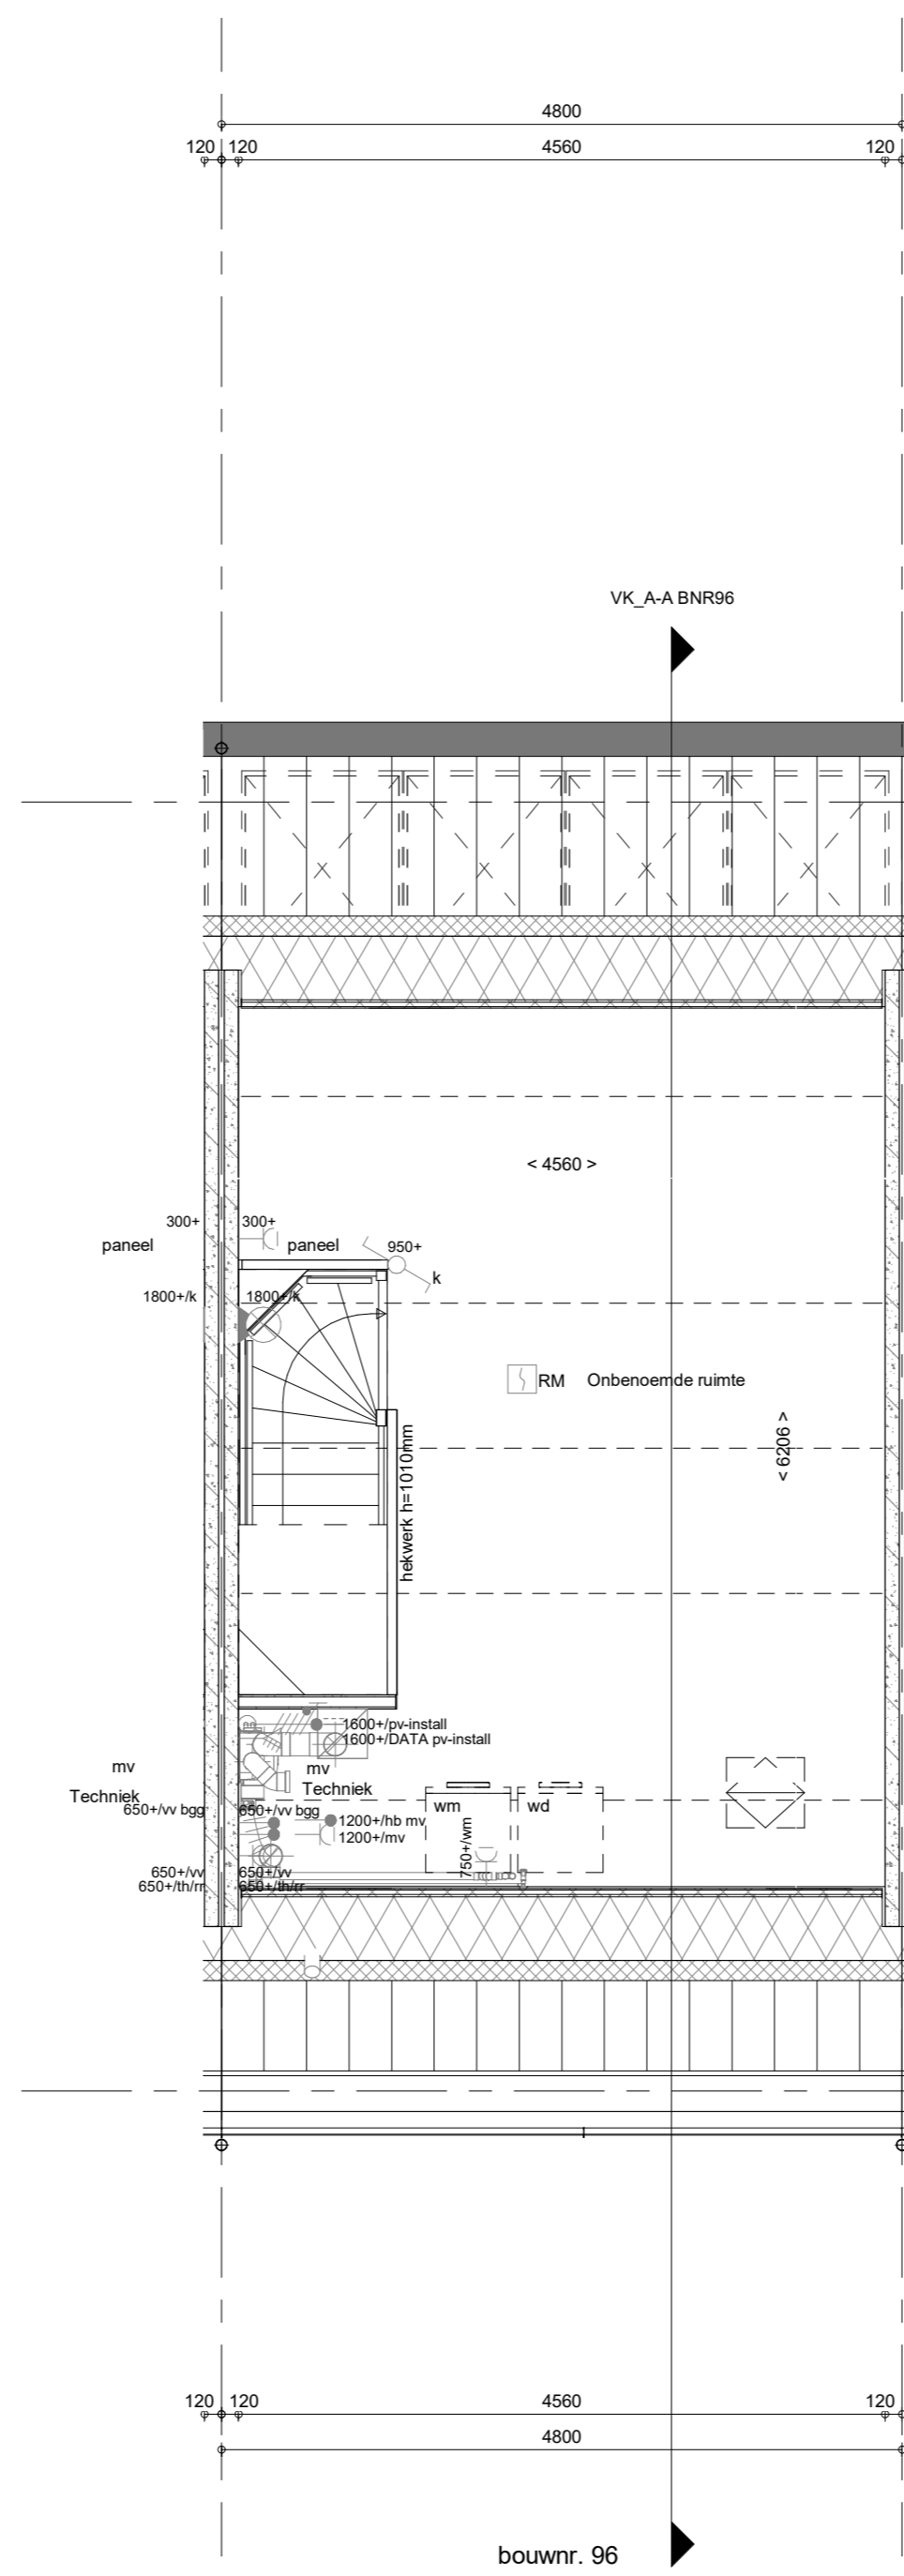 4800
120 120 4560 120
VK_A-A BNR96
< 4560 >
300+ 300+
paneel paneel 950+
k
1800+/k 1800+/k
RM Onbenoemde ruimte
< 6206 >
hekwerk h=1010mm
1600+/pv-install
1600+/DATA pv-install
mv mv
Techniek Techniek
650+/vv bgg 650+/vv bgg
wm wd
1200+/hb mv
1200+/mv
750+/wm
650+/vv 650+/vv
650+/th/rr 650+/th/rr
120 120 4560 120
4800
bouwnr. 96